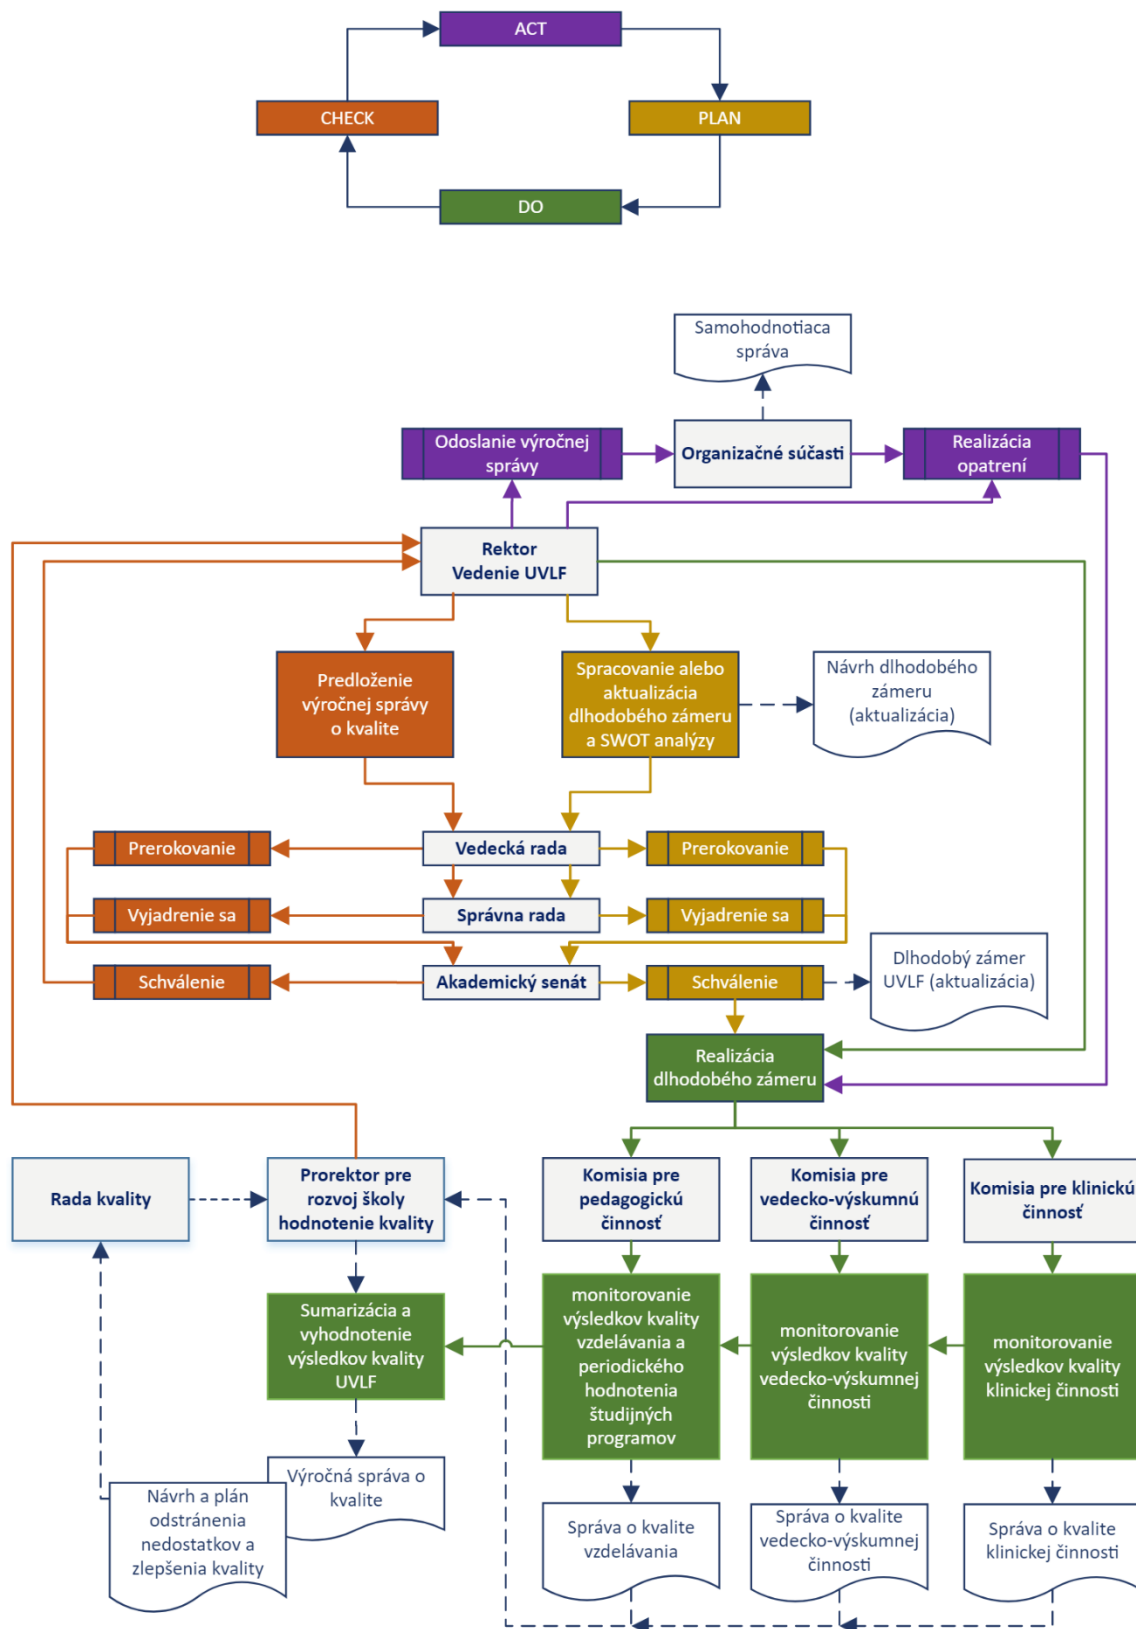 ACT
CHECK
PLAN
DO
Samohodnotiaca
správa
Odoslanie výročnej
správy
Organizačné súčasti
Realizácia
opatrení
Rektor
Vedenie UVLF
Predloženie
výročnej správy
o kvalite
Spracovanie alebo
aktualizácia
dlhodobého zámeru
a SWOT analýzy
Návrh dlhodobého
zámeru
(aktualizácia)
Prerokovanie
Vedecká rada
Prerokovanie
Vyjadrenie sa
Správna rada
Vyjadrenie sa
Schválenie
Akademický senát
Schválenie
Dlhodobý zámer
UVLF (aktualizácia)
Realizácia
dlhodobého zámeru
Rada kvality
Prorektor pre
rozvoj školy
hodnotenie kvality
Komisia pre
pedagogickú
činnosť
Komisia pre
vedecko-výskumnú
činnosť
Komisia pre klinickú
činnosť
Sumarizácia a
vyhodnotenie
výsledkov kvality
UVLF
monitorovanie
výsledkov kvality
vzdelávania a
periodického
hodnotenia
študijných
programov
monitorovanie
výsledkov kvality
vedecko-výskumnej
činnosti
monitorovanie
výsledkov kvality
klinickej činnosti
Výročná správa o
kvalite
Návrh a plán
odstránenia
nedostatkov a
zlepšenia kvality
Správa o kvalite
vzdelávania
Správa o kvalite
vedecko-výskumnej
činnosti
Správa o kvalite
klinickej činnosti